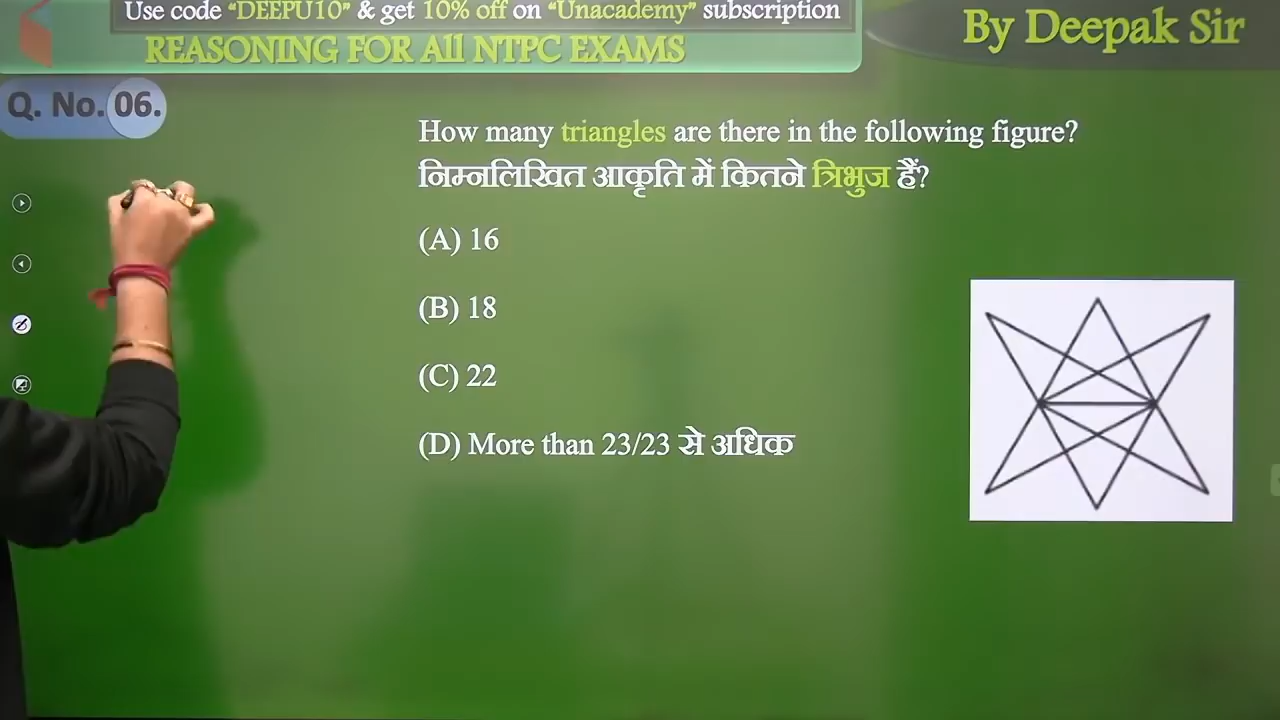 Use code “DEEPU10” & get 10% off on “Unacademy” subscription
REASONING FOR All NTPC EXAMS
By Deepak Sir
Q. No. 06.
How many triangles are there in the following figure?
निम्नलिखित आकृति में कितने त्रिभुज हैं?
(A) 16
(B) 18
(C) 22
(D) More than 23/23 से अधिक